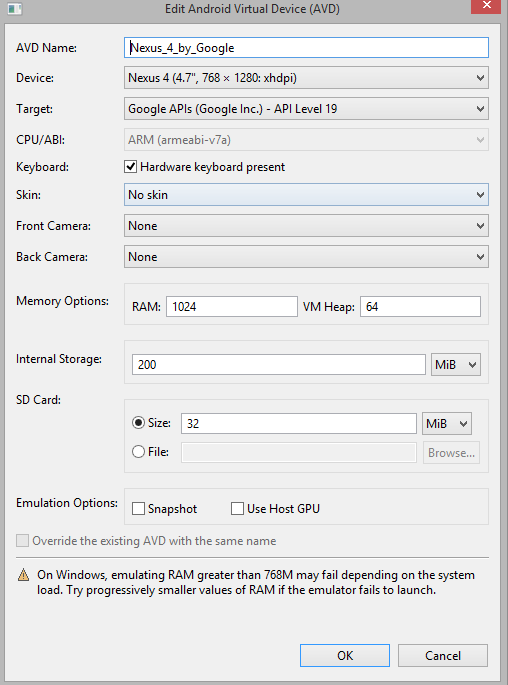 Edit Android Virtual Device (AVD)
AVD Name: Nexus_4_by_Google
Device: Nexus 4 (4.7", 768 × 1280: xhdpi)
Target: Google APIs (Google Inc.) - API Level 19
CPU/ABI: ARM (armeabi-v7a)
Keyboard: Hardware keyboard present
Skin: No skin
Front Camera: None
Back Camera: None
Memory Options: RAM: 1024 VM Heap: 64
Internal Storage: 200 MiB
SD Card:
Size: 32 MiB
File: Browse...
Emulation Options: Snapshot Use Host GPU
Override the existing AVD with the same name
On Windows, emulating RAM greater than 768M may fail depending on the system
load. Try progressively smaller values of RAM if the emulator fails to launch.
OK Cancel